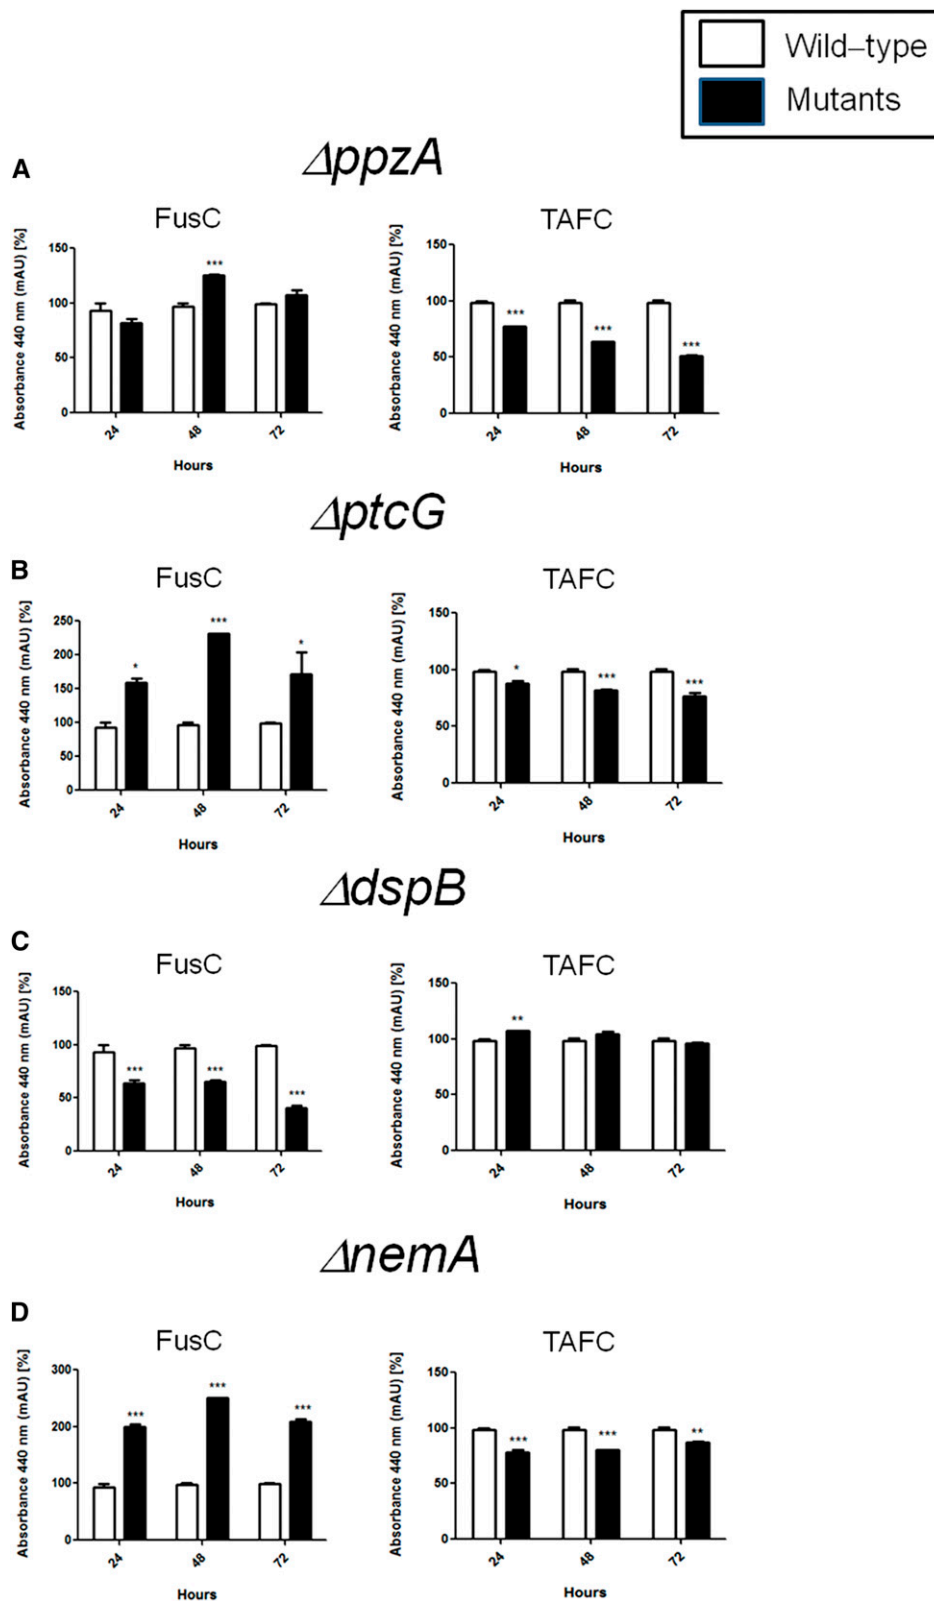 Wild–type
Mutants
ΔppzA
A
FusC
TAFC
Absorbance 440 nm (mAU) [%]
150
100
50
0
***
24
48
72
Hours
Absorbance 440 nm (mAU) [%]
150
100
50
0
***
***
***
24
48
72
Hours
ΔptcG
B
FusC
TAFC
Absorbance 440 nm (mAU) [%]
250
200
150
100
50
0
*
***
*
24
48
72
Hours
Absorbance 440 nm (mAU) [%]
150
100
50
0
*
***
***
24
48
72
Hours
ΔdspB
C
FusC
TAFC
Absorbance 440 nm (mAU) [%]
150
100
50
0
***
***
***
24
48
72
Hours
Absorbance 440 nm (mAU) [%]
150
100
50
0
**
24
48
72
Hours
ΔnemA
D
FusC
TAFC
Absorbance 440 nm (mAU) [%]
300
200
100
0
***
***
***
24
48
72
Hours
Absorbance 440 nm (mAU) [%]
150
100
50
0
***
***
**
24
48
72
Hours